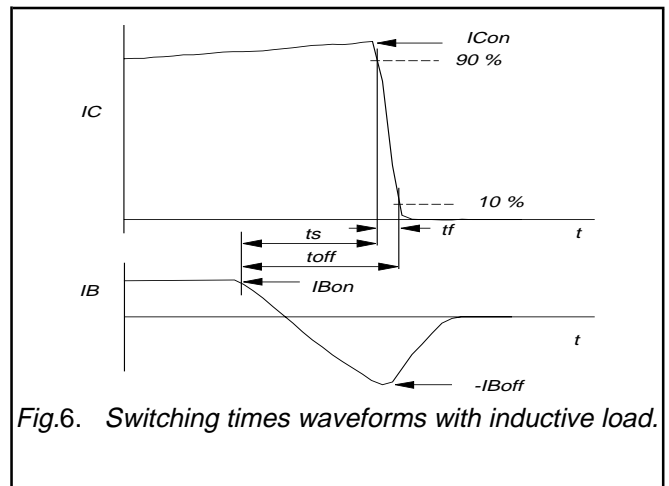 ICon
90 %
IC
10 %
ts
tf
t
toff
IB
IBon
t
-IBoff
Fig.6. Switching times waveforms with inductive load.